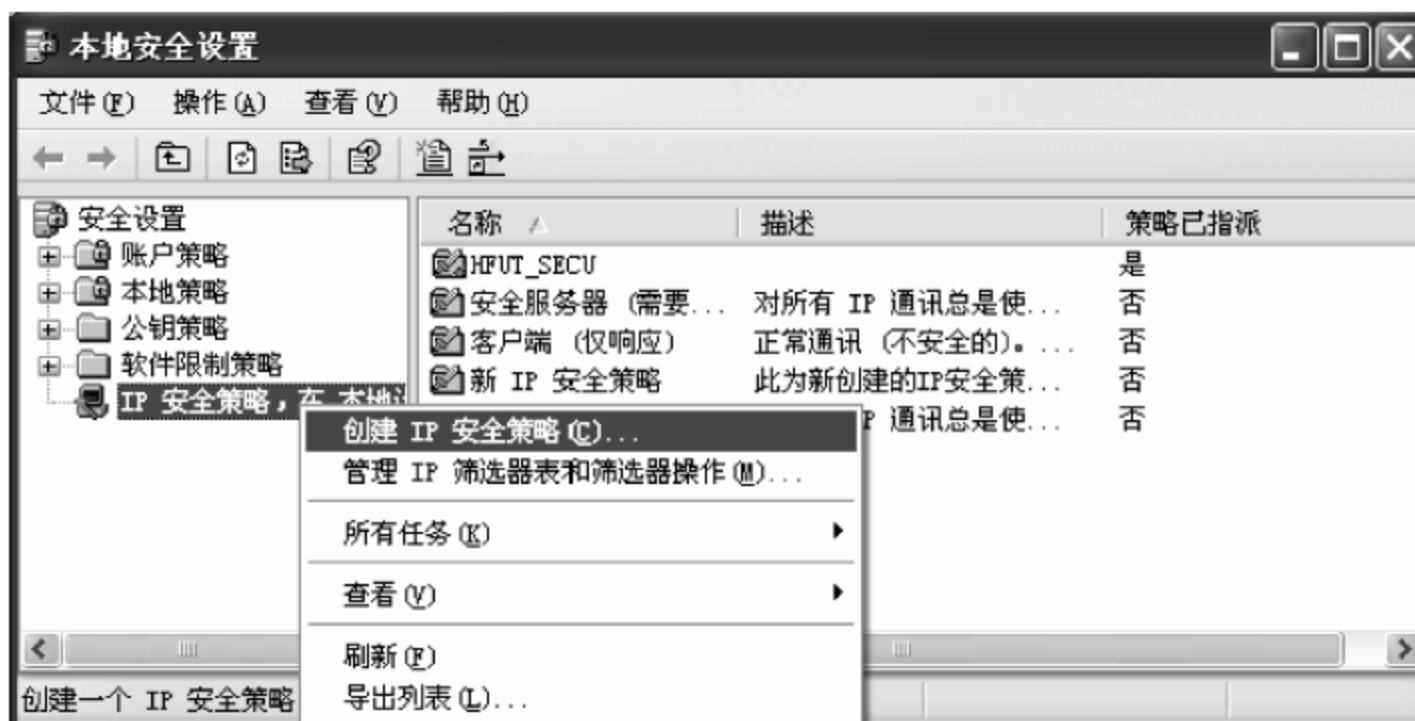 本地安全设置
文件(F) 操作(A) 查看(V) 帮助(H)
安全设置
账户策略
本地策略
公钥策略
软件限制策略
IP 安全策略，在 本地
名称 描述 策略已指派
HFUT_SECU 是
安全服务器 (需要... 对所有 IP 通讯总是使... 否
客户端 (仅响应) 正常通讯 (不安全的)。... 否
新 IP 安全策略 此为新创建的IP安全策... 否
通讯总是使... 否
创建 IP 安全策略(C)...
管理 IP 筛选器表和筛选器操作(M)...
所有任务(K)
查看(V)
刷新(F)
导出列表(L)...
创建一个 IP 安全策略